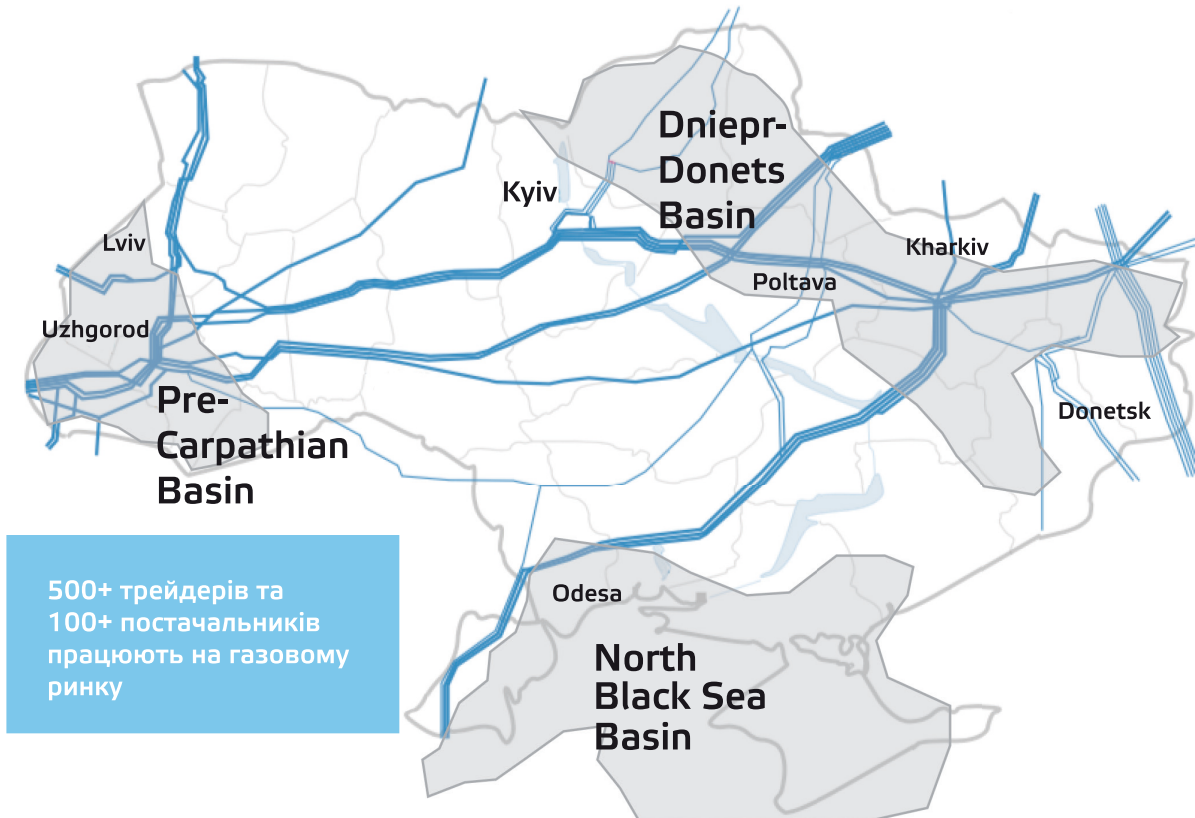 Dniepr-
Donets
Basin
Kyiv
Lviv
Kharkiv
Poltava
Uzhgorod
Pre-
Carpathian
Basin
Donetsk
500+ трейдерів та
100+ постачальників
працюють на газовому
ринку
Odesa
North
Black Sea
Basin